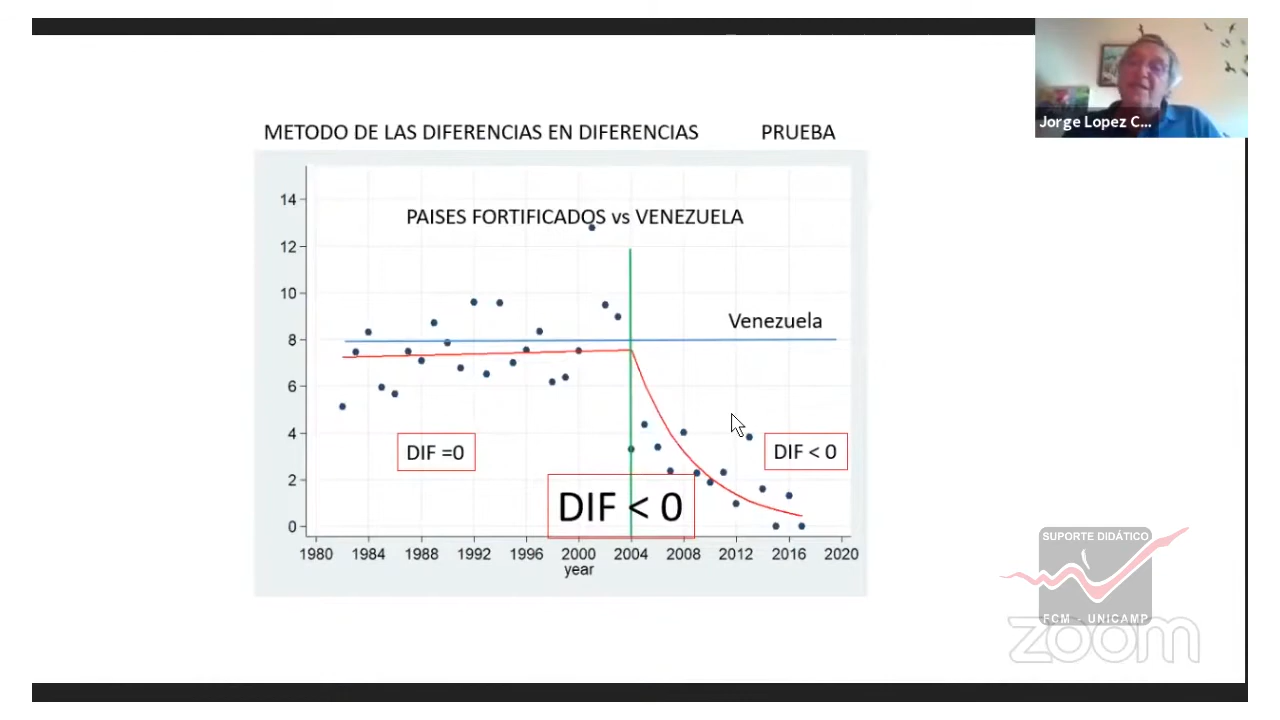 Jorge Lopez C...
METODO DE LAS DIFERENCIAS EN DIFERENCIAS PRUEBA
PAISES FORTIFICADOS vs VENEZUELA
14
12
10
8
6
4
2
0
Venezuela
DIF =0
DIF < 0
DIF < 0
1980 1984 1988 1992 1996 2000 2004 2008 2012 2016 2020
year
SUPORTE DIDÁTICO
FCM - UNICAMP
zoom